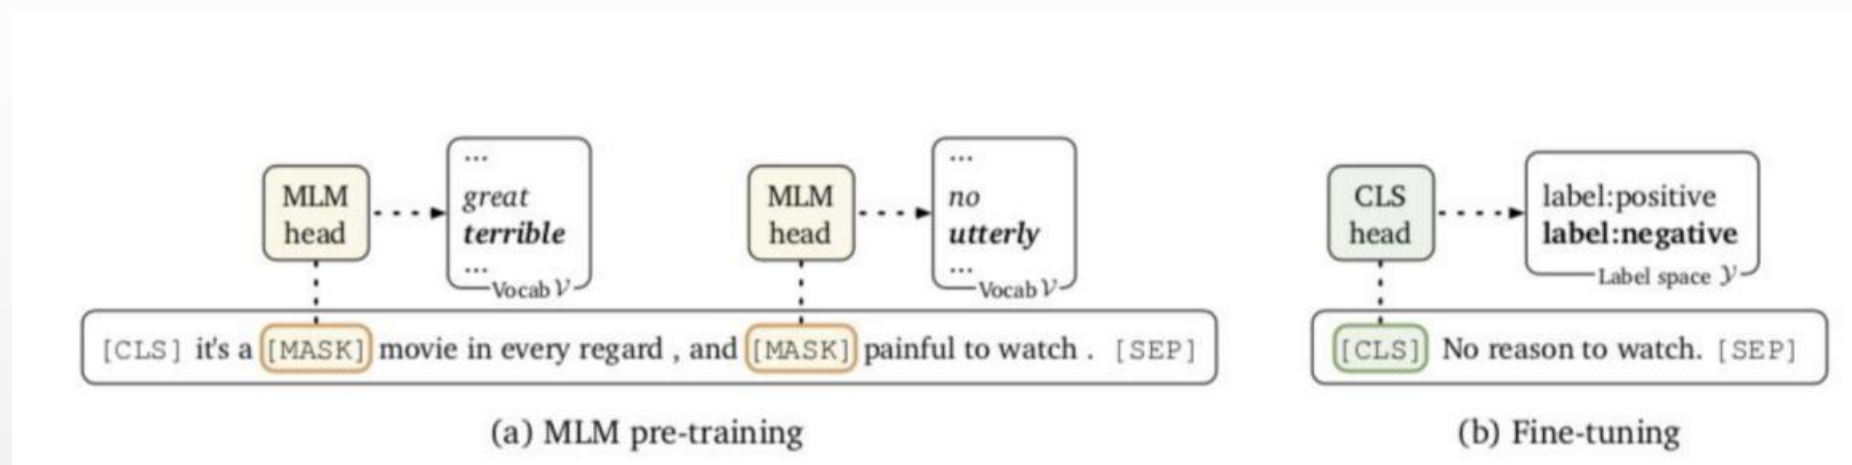 MLM
head
...
great
terrible
...
Vocab V
MLM
head
...
no
utterly
...
Vocab V
[CLS] it's a [MASK] movie in every regard , and [MASK] painful to watch . [SEP]
(a) MLM pre-training
CLS
head
label:positive
label:negative
Label space Y
[CLS] No reason to watch. [SEP]
(b) Fine-tuning